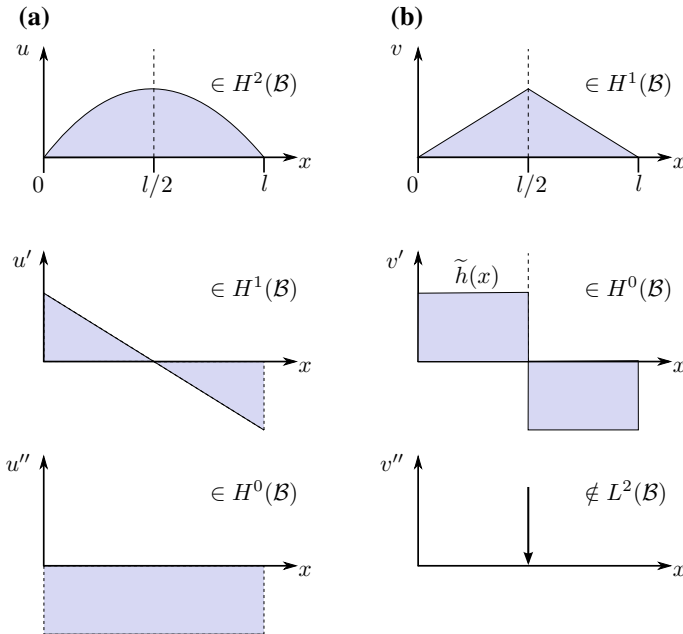 (a)
u
∈ H²(ℬ)
x
0
l/2
l
u′
∈ H¹(ℬ)
x
u′′
∈ H⁰(ℬ)
x
(b)
v
∈ H¹(ℬ)
x
0
l/2
l
v′
h̃(x)
∈ H⁰(ℬ)
x
v′′
∉ L²(ℬ)
x